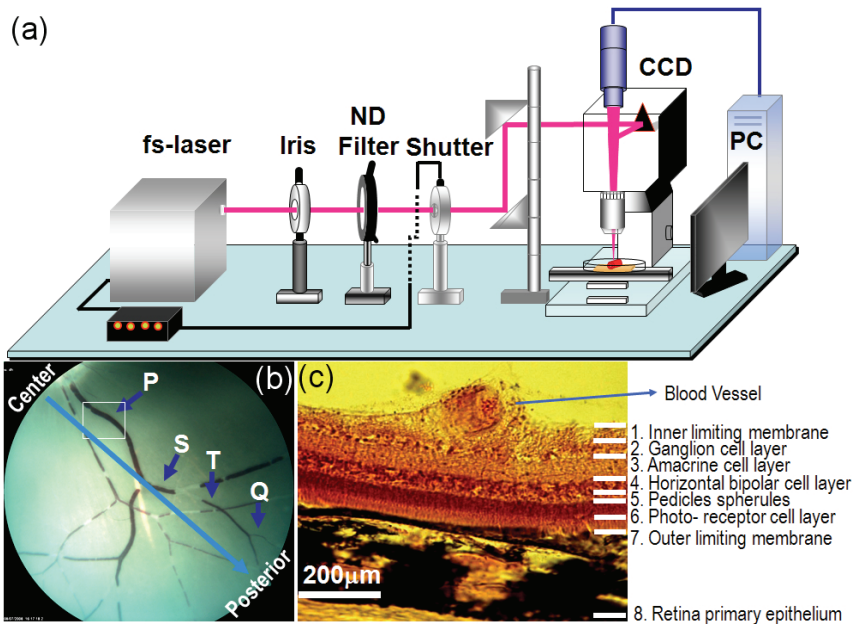 (a)
fs-laser
Iris
ND
Filter
Shutter
CCD
PC
(b)
Center
P
S
T
Q
Posterior
(c)
200μm
Blood Vessel
1. Inner limiting membrane
2. Ganglion cell layer
3. Amacrine cell layer
4. Horizontal bipolar cell layer
5. Pedicles spherules
6. Photo- receptor cell layer
7. Outer limiting membrane
8. Retina primary epithelium